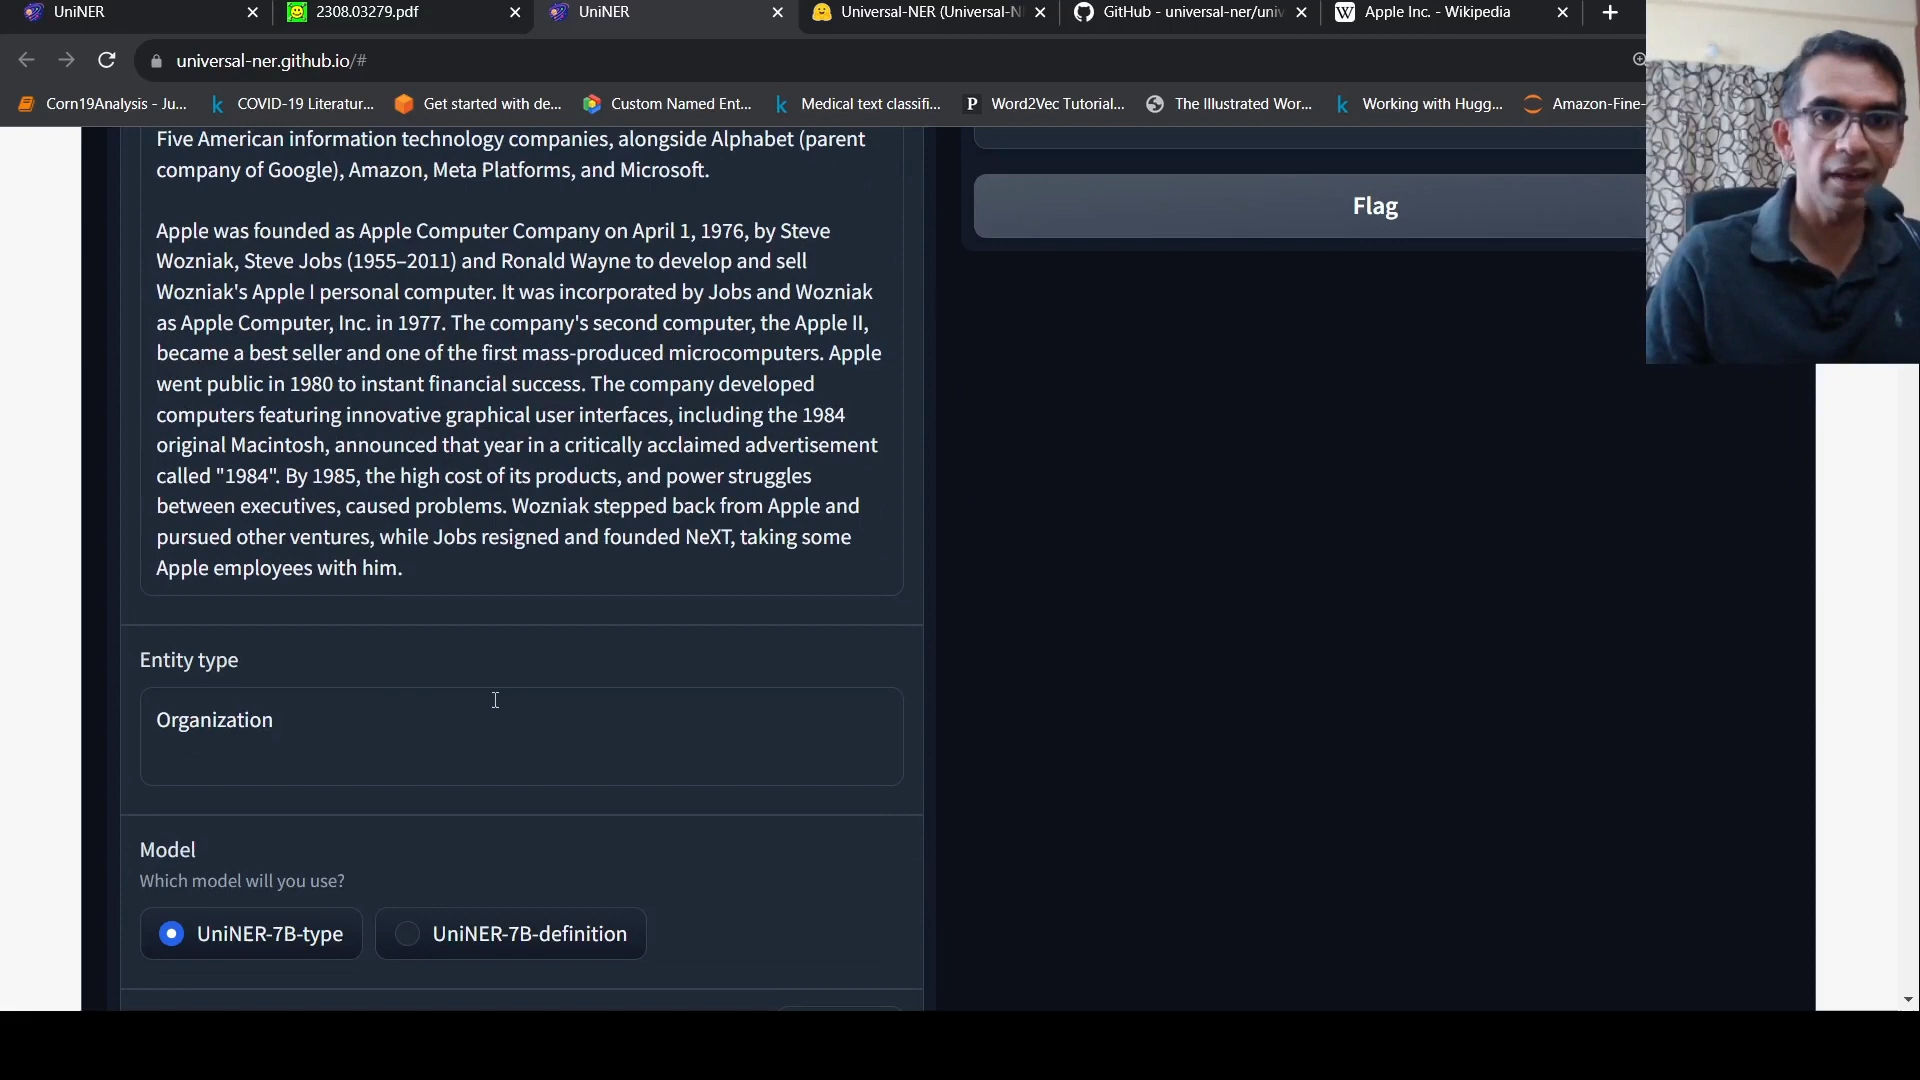 UniNER
2308.03279.pdf
UniNER
Universal-NER (Universal-N
GitHub - universal-ner/univ
Apple Inc. - Wikipedia
universal-ner.github.io/#
Corn19Analysis - Ju...
COVID-19 Literatur...
Get started with de...
Custom Named Ent...
Medical text classifi...
Word2Vec Tutorial...
The Illustrated Wor...
Working with Hugg...
Amazon-Fine-
Five American information technology companies, alongside Alphabet (parent
company of Google), Amazon, Meta Platforms, and Microsoft.
Apple was founded as Apple Computer Company on April 1, 1976, by Steve
Wozniak, Steve Jobs (1955–2011) and Ronald Wayne to develop and sell
Wozniak's Apple I personal computer. It was incorporated by Jobs and Wozniak
as Apple Computer, Inc. in 1977. The company's second computer, the Apple II,
became a best seller and one of the first mass-produced microcomputers. Apple
went public in 1980 to instant financial success. The company developed
computers featuring innovative graphical user interfaces, including the 1984
original Macintosh, announced that year in a critically acclaimed advertisement
called "1984". By 1985, the high cost of its products, and power struggles
between executives, caused problems. Wozniak stepped back from Apple and
pursued other ventures, while Jobs resigned and founded NeXT, taking some
Apple employees with him.
Flag
Entity type
Organization
Model
Which model will you use?
UniNER-7B-type
UniNER-7B-definition